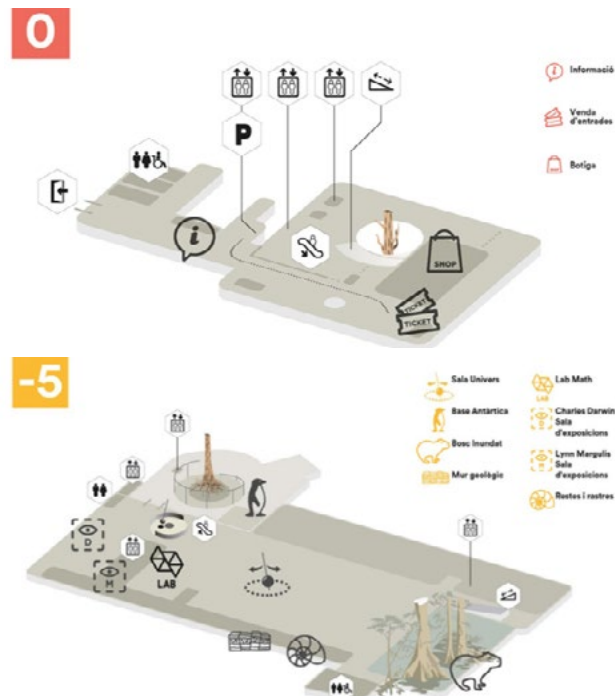 0
Informació
Venda
d'entrades
Botiga
P
i
SHOP
TICKET
TICKET
-5
Sala Univers
Base Antàrtica
Bosc Inundat
Mur geològic
Lab Math
LAB
Charles Darwin
Sala
d'exposicions
D
Lynn Margulis
Sala
d'exposicions
M
Restes i rastres
D
M
LAB